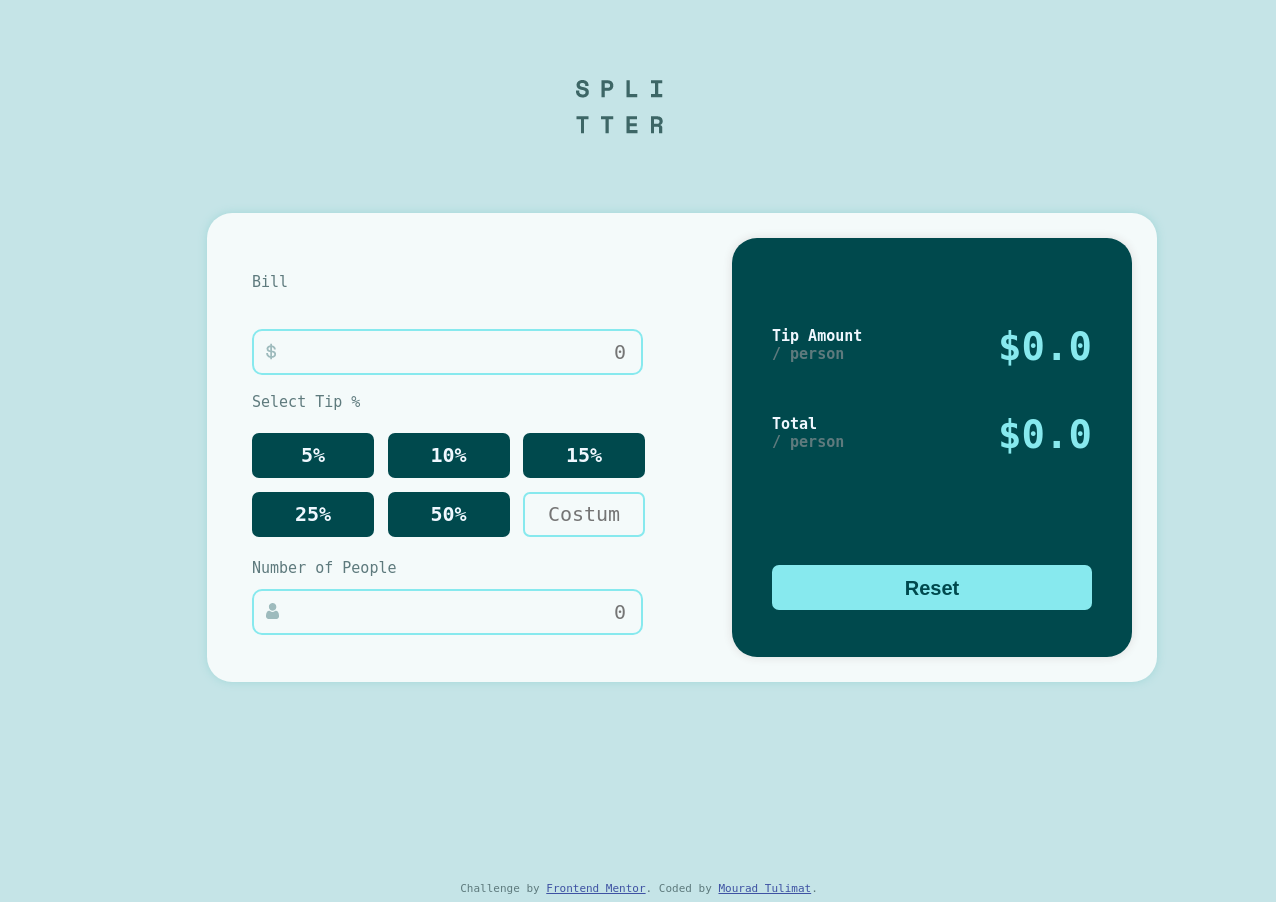 SPLI
TTER
Bill
$ 0
Select Tip %
5% 10% 15%
25% 50% Costum
Number of People
0
Tip Amount
/ person
$0.0
Total
/ person
$0.0
Reset
Challenge by Frontend Mentor. Coded by Mourad Tulimat.